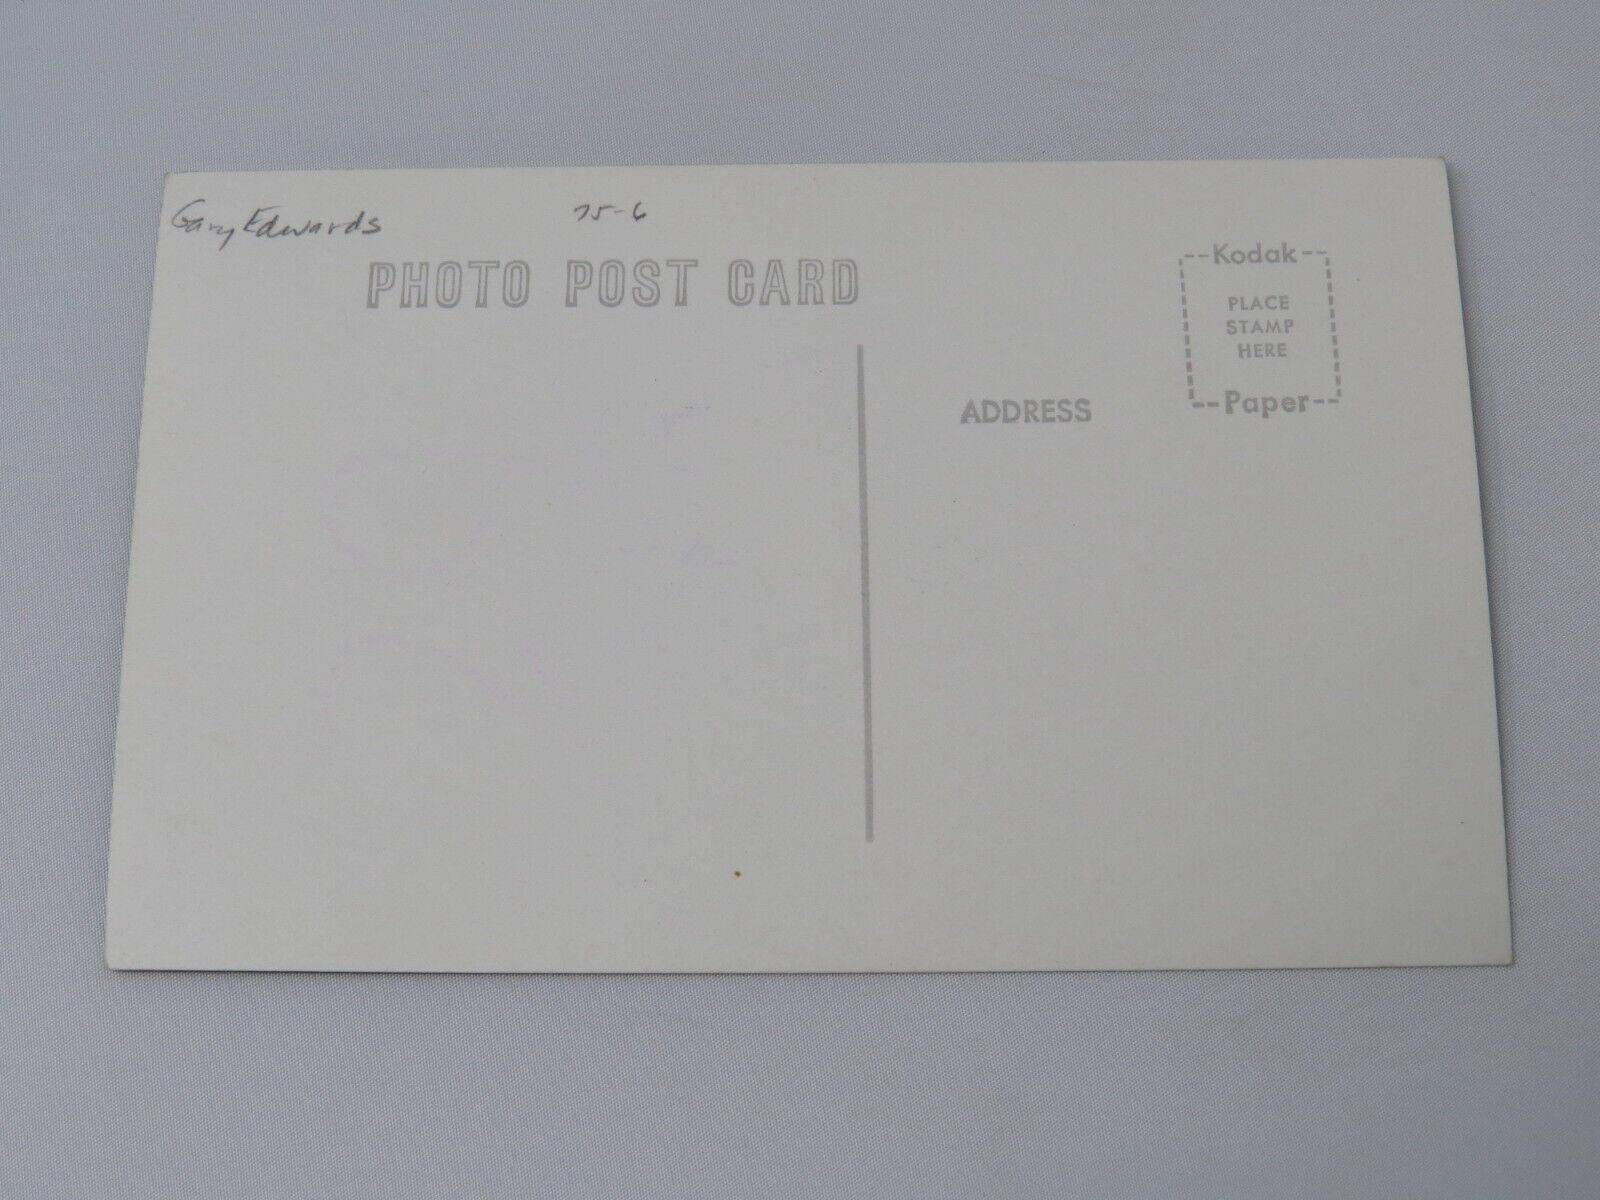 Gary Edwards 75-6
PHOTO POST CARD
--Kodak--
PLACE
STAMP
HERE
--Paper--
ADDRESS